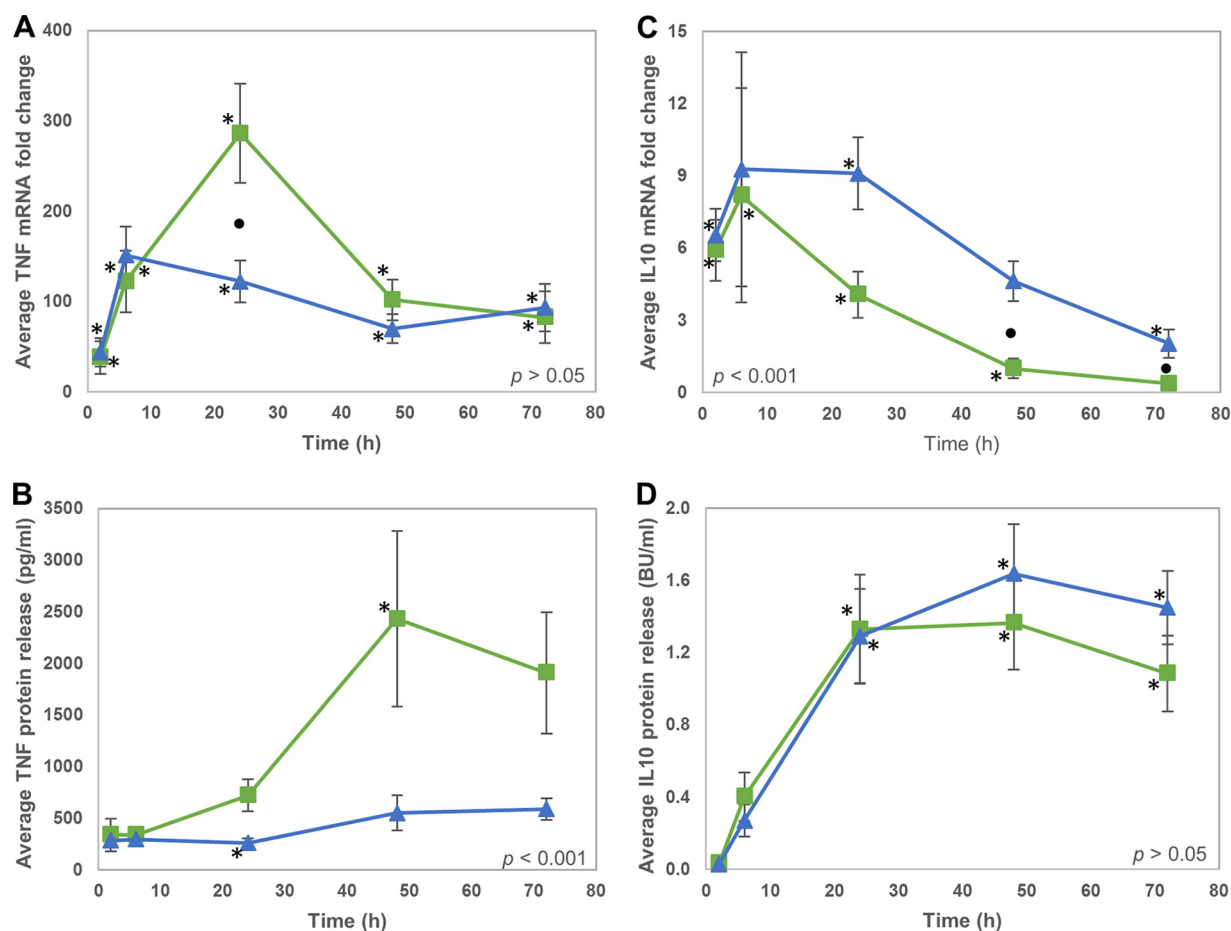 A
Average TNF mRNA fold change
400
300
200
100
0
* * * * * * * * * *
•
p > 0.05
0 10 20 30 40 50 60 70 80
Time (h)
C
Average IL10 mRNA fold change
15
12
9
6
3
0
* * * * * * *
• •
p < 0.001
0 10 20 30 40 50 60 70 80
Time (h)
B
Average TNF protein release (pg/ml)
3500
3000
2500
2000
1500
1000
500
0
* *
p < 0.001
0 10 20 30 40 50 60 70 80
Time (h)
D
Average IL10 protein release (BU/ml)
2.0
1.6
1.2
0.8
0.4
0.0
* * * * * *
p > 0.05
0 10 20 30 40 50 60 70 80
Time (h)